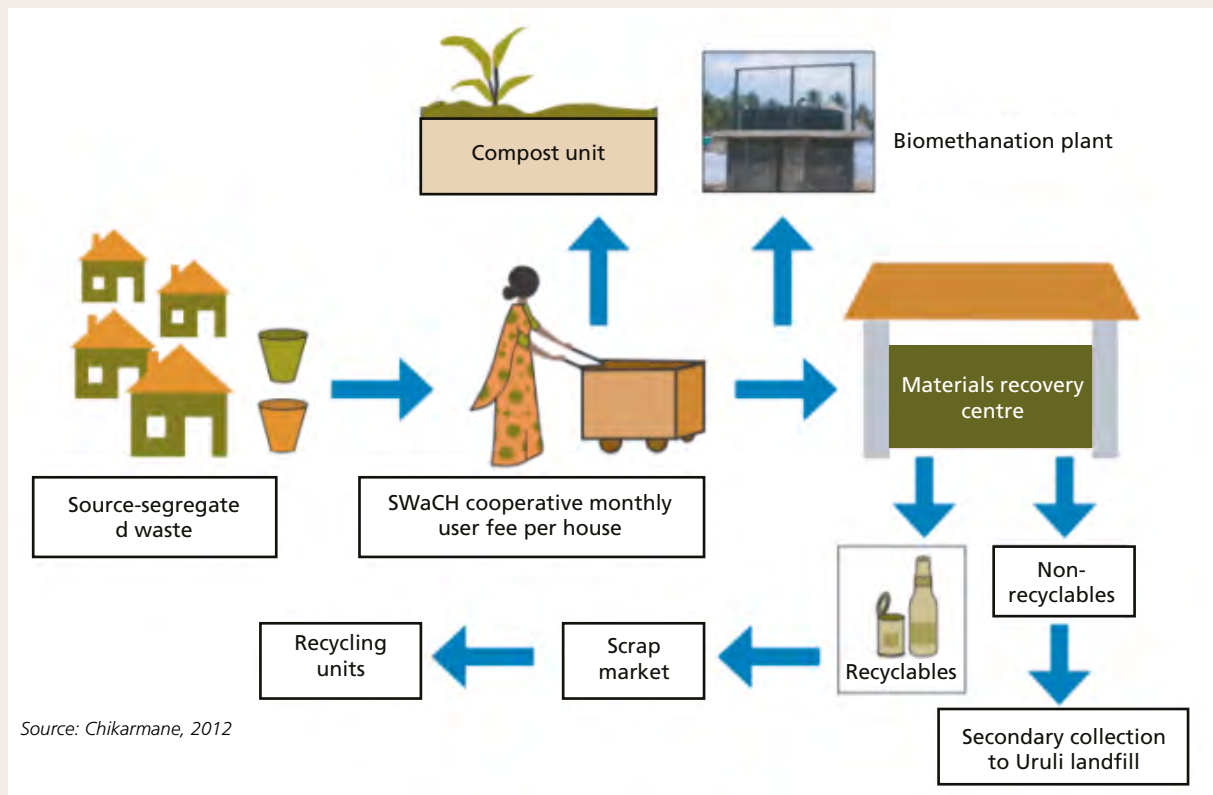 Compost unit
Biomethanation plant
Materials recovery
centre
Source-segregate
d waste
SWaCH cooperative monthly
user fee per house
Non-
recyclables
Recyclables
Scrap
market
Recycling
units
Secondary collection
to Uruli landfill
Source: Chikarmane, 2012